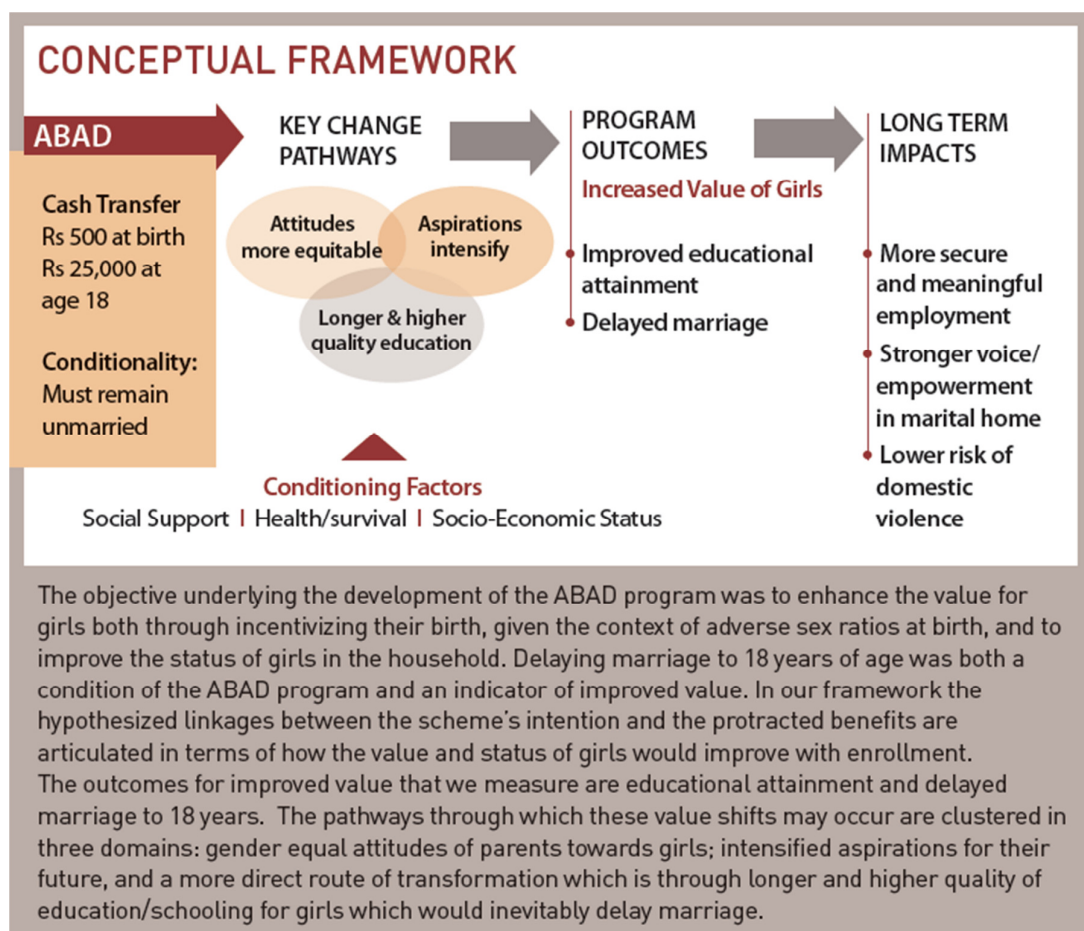 CONCEPTUAL FRAMEWORK
ABAD
Cash Transfer
Rs 500 at birth
Rs 25,000 at
age 18
Conditionality:
Must remain
unmarried
KEY CHANGE
PATHWAYS
Attitudes
more equitable
Aspirations
intensify
Longer & higher
quality education
Conditioning Factors
Social Support | Health/survival | Socio-Economic Status
PROGRAM
OUTCOMES
Increased Value of Girls
• Improved educational
attainment
• Delayed marriage
LONG TERM
IMPACTS
• More secure
and meaningful
employment
• Stronger voice/
empowerment
in marital home
• Lower risk of
domestic
violence
The objective underlying the development of the ABAD program was to enhance the value for
girls both through incentivizing their birth, given the context of adverse sex ratios at birth, and to
improve the status of girls in the household. Delaying marriage to 18 years of age was both a
condition of the ABAD program and an indicator of improved value. In our framework the
hypothesized linkages between the scheme's intention and the protracted benefits are
articulated in terms of how the value and status of girls would improve with enrollment.
The outcomes for improved value that we measure are educational attainment and delayed
marriage to 18 years. The pathways through which these value shifts may occur are clustered in
three domains: gender equal attitudes of parents towards girls; intensified aspirations for their
future, and a more direct route of transformation which is through longer and higher quality of
education/schooling for girls which would inevitably delay marriage.